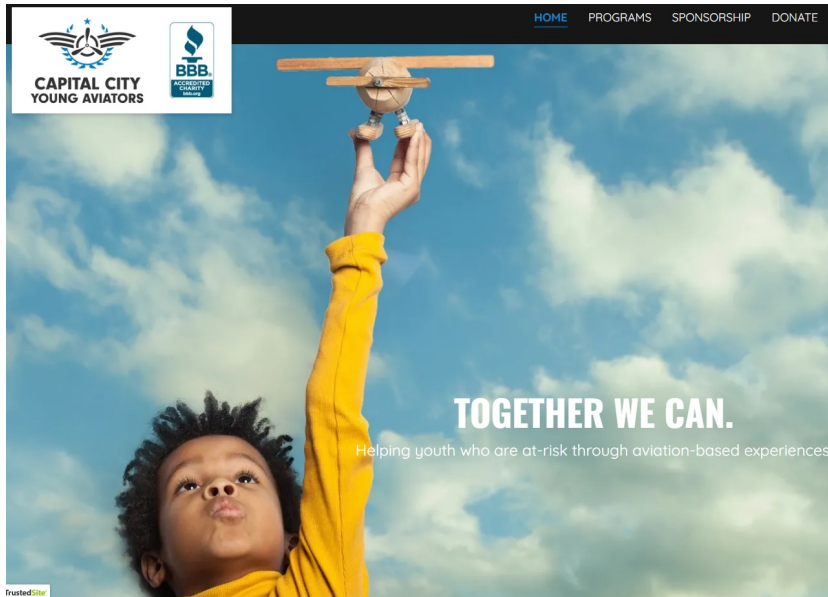 CAPITAL CITY
YOUNG AVIATORS
BBB.
ACCREDITED
CHARITY
bbb.org
HOME PROGRAMS SPONSORSHIP DONATE
TOGETHER WE CAN.
Helping youth who are at-risk through aviation-based experiences
TrustedSite